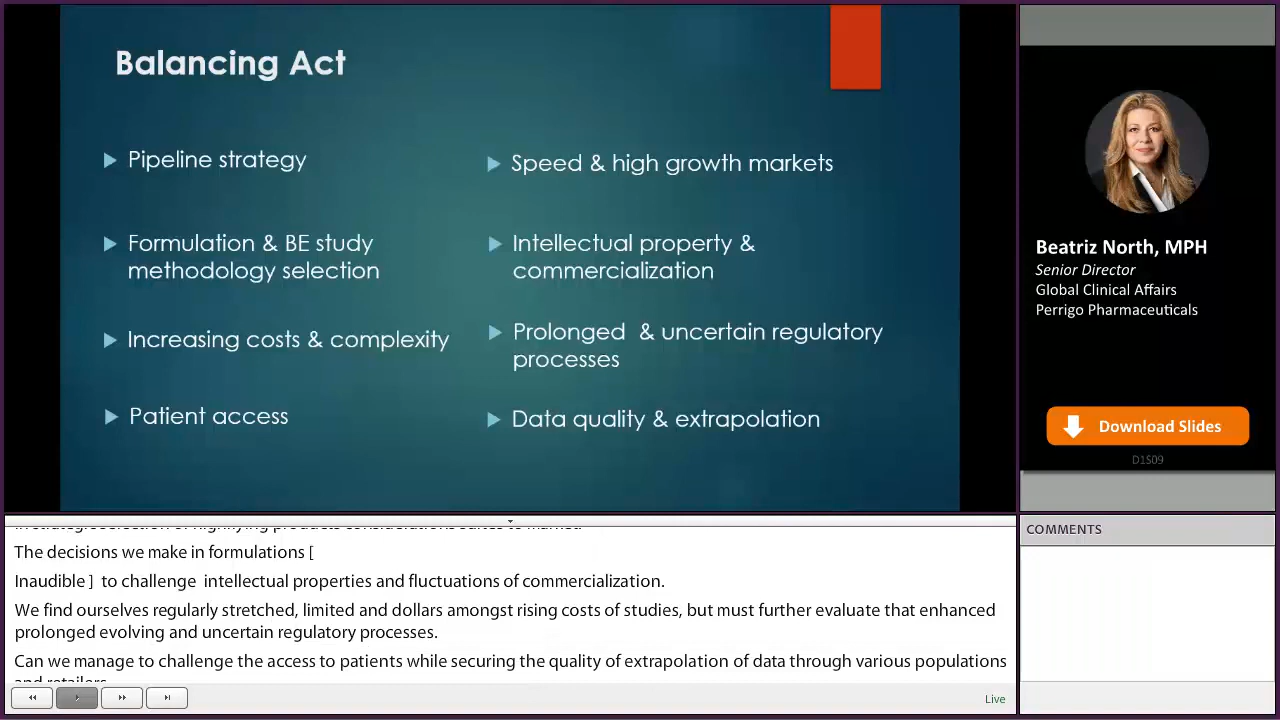 Balancing Act
Pipeline strategy
Formulation & BE study
methodology selection
Increasing costs & complexity
Patient access
Speed & high growth markets
Intellectual property &
commercialization
Prolonged & uncertain regulatory
processes
Data quality & extrapolation
Beatriz North, MPH
Senior Director
Global Clinical Affairs
Perrigo Pharmaceuticals
Download Slides
D1S09
The decisions we make in formulations [
Inaudible ] to challenge intellectual properties and fluctuations of commercialization.
We find ourselves regularly stretched, limited and dollars amongst rising costs of studies, but must further evaluate that enhanced
prolonged evolving and uncertain regulatory processes.
Can we manage to challenge the access to patients while securing the quality of extrapolation of data through various populations
and retailers
Live
COMMENTS